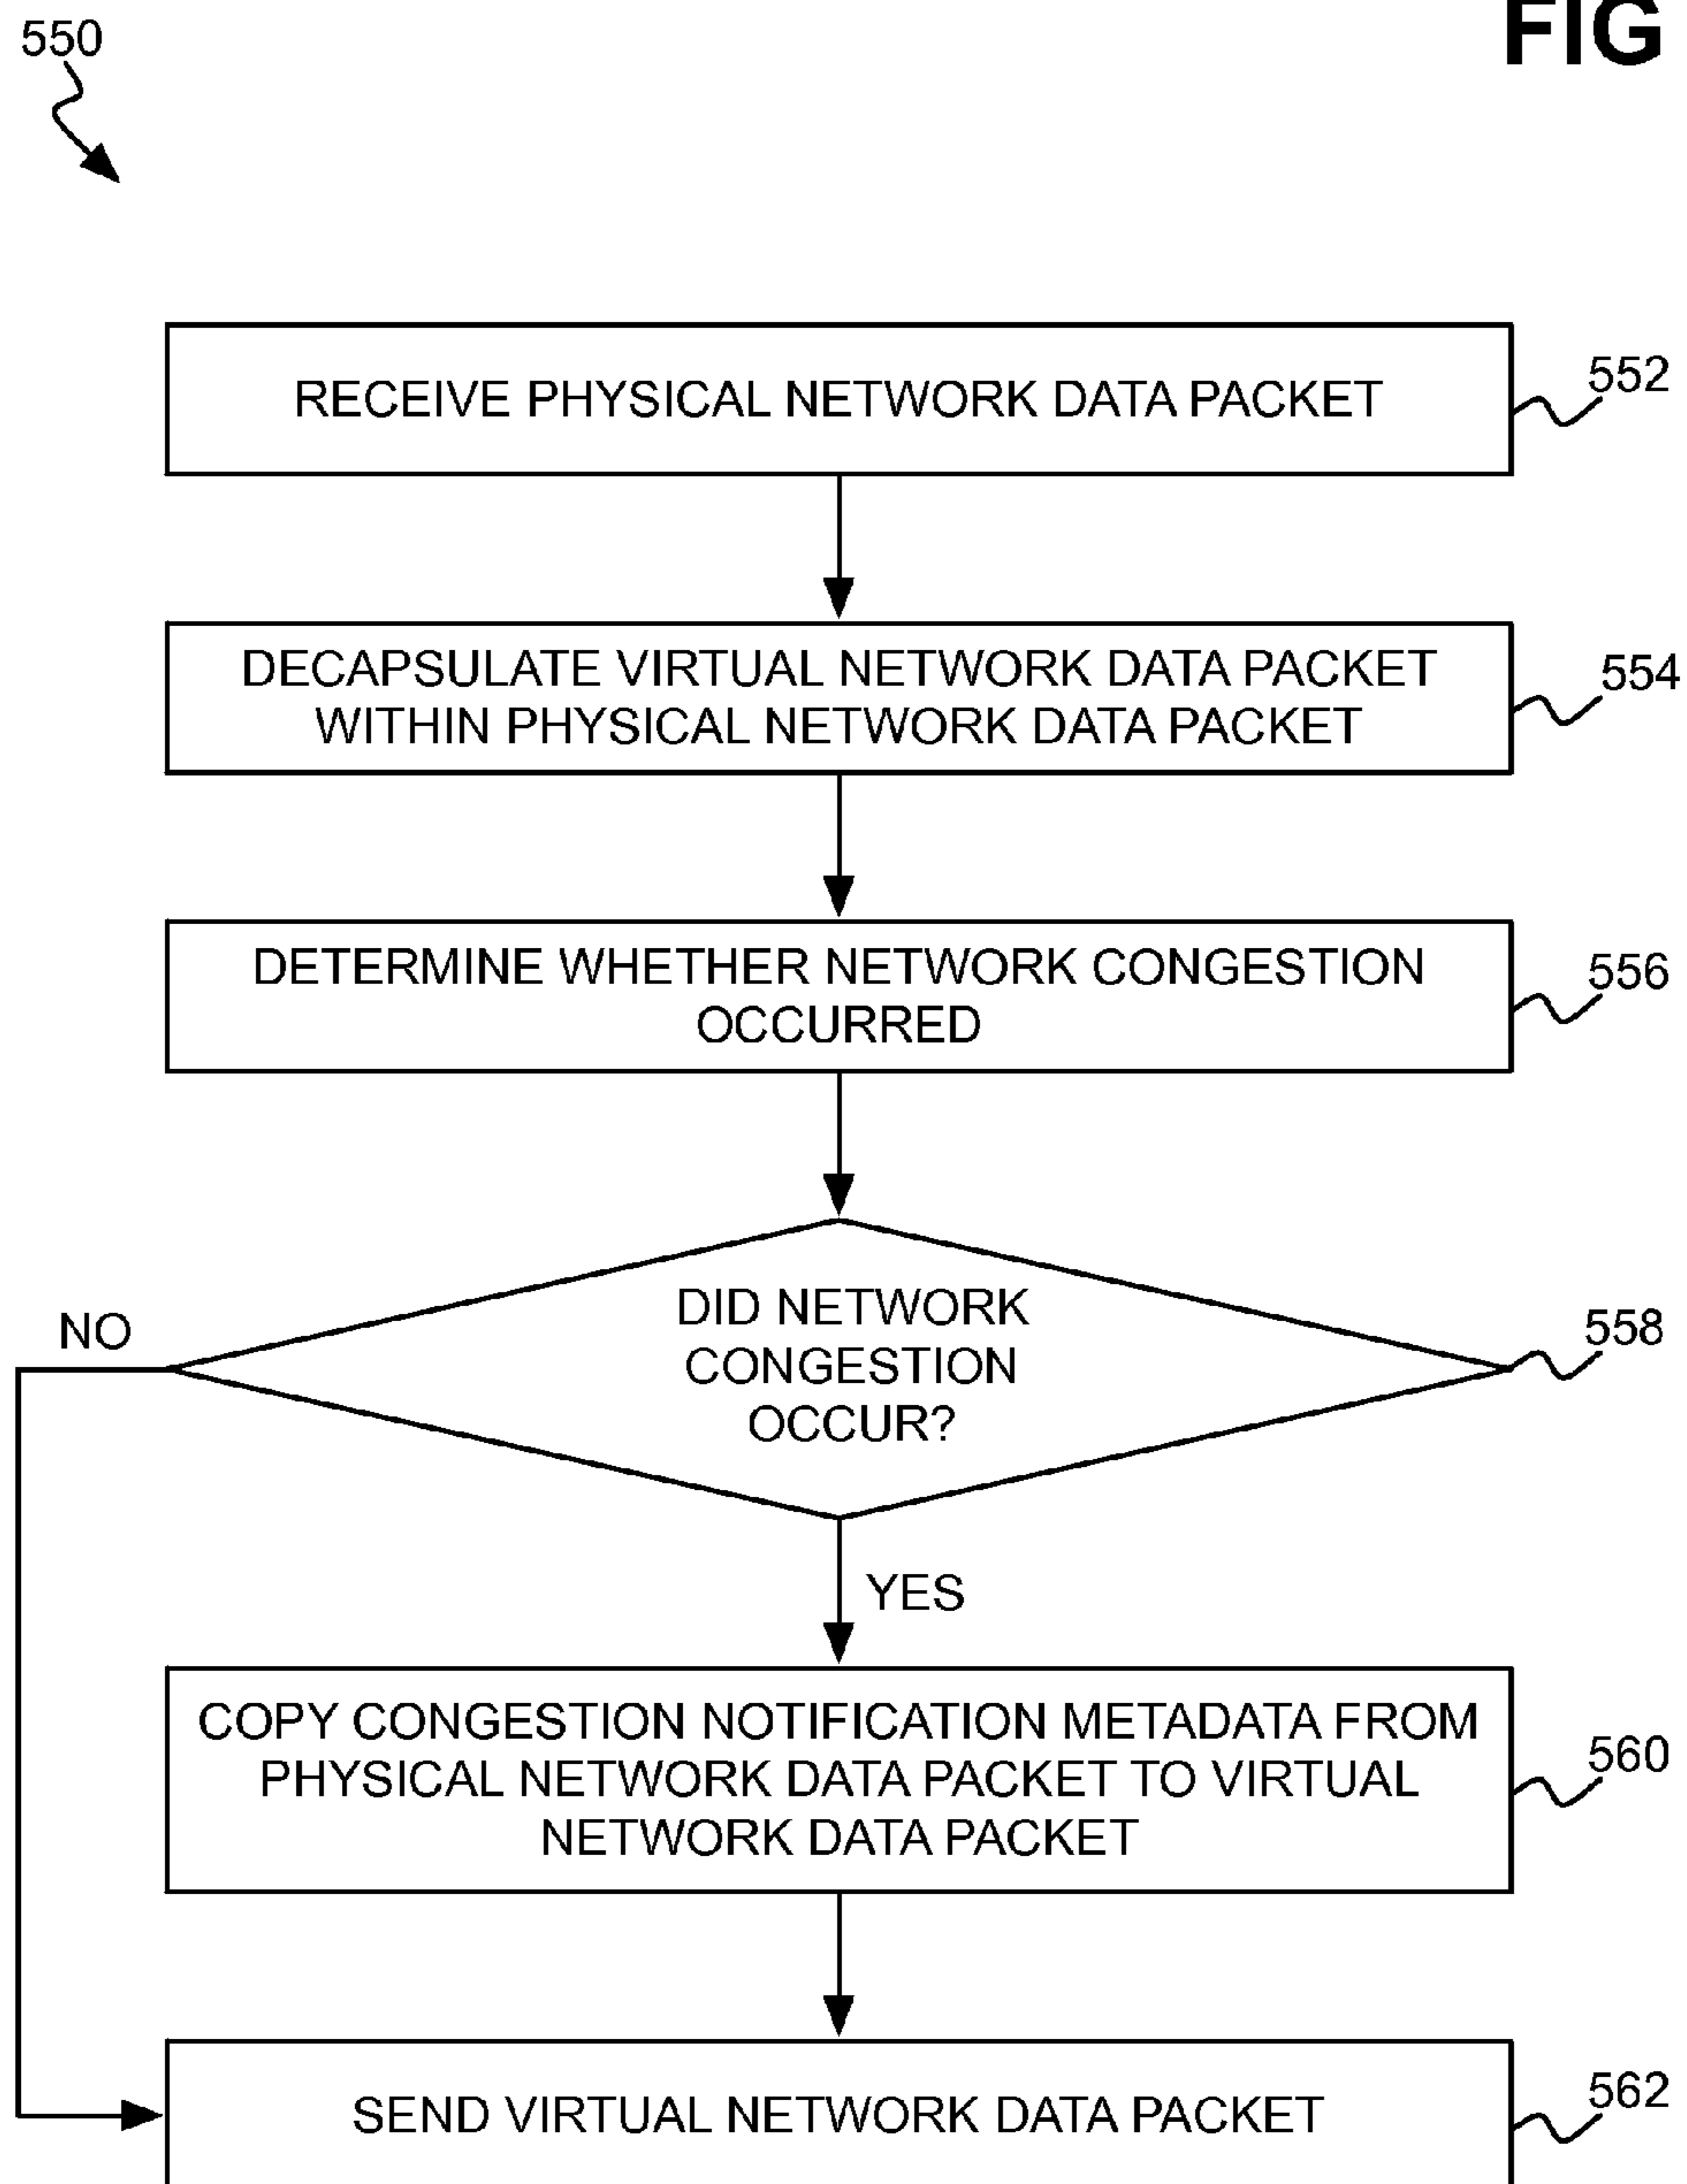 550
FIG
RECEIVE PHYSICAL NETWORK DATA PACKET
552
DECAPSULATE VIRTUAL NETWORK DATA PACKET
WITHIN PHYSICAL NETWORK DATA PACKET
554
DETERMINE WHETHER NETWORK CONGESTION
OCCURRED
556
DID NETWORK
CONGESTION
OCCUR?
558
NO
YES
COPY CONGESTION NOTIFICATION METADATA FROM
PHYSICAL NETWORK DATA PACKET TO VIRTUAL
NETWORK DATA PACKET
560
SEND VIRTUAL NETWORK DATA PACKET
562